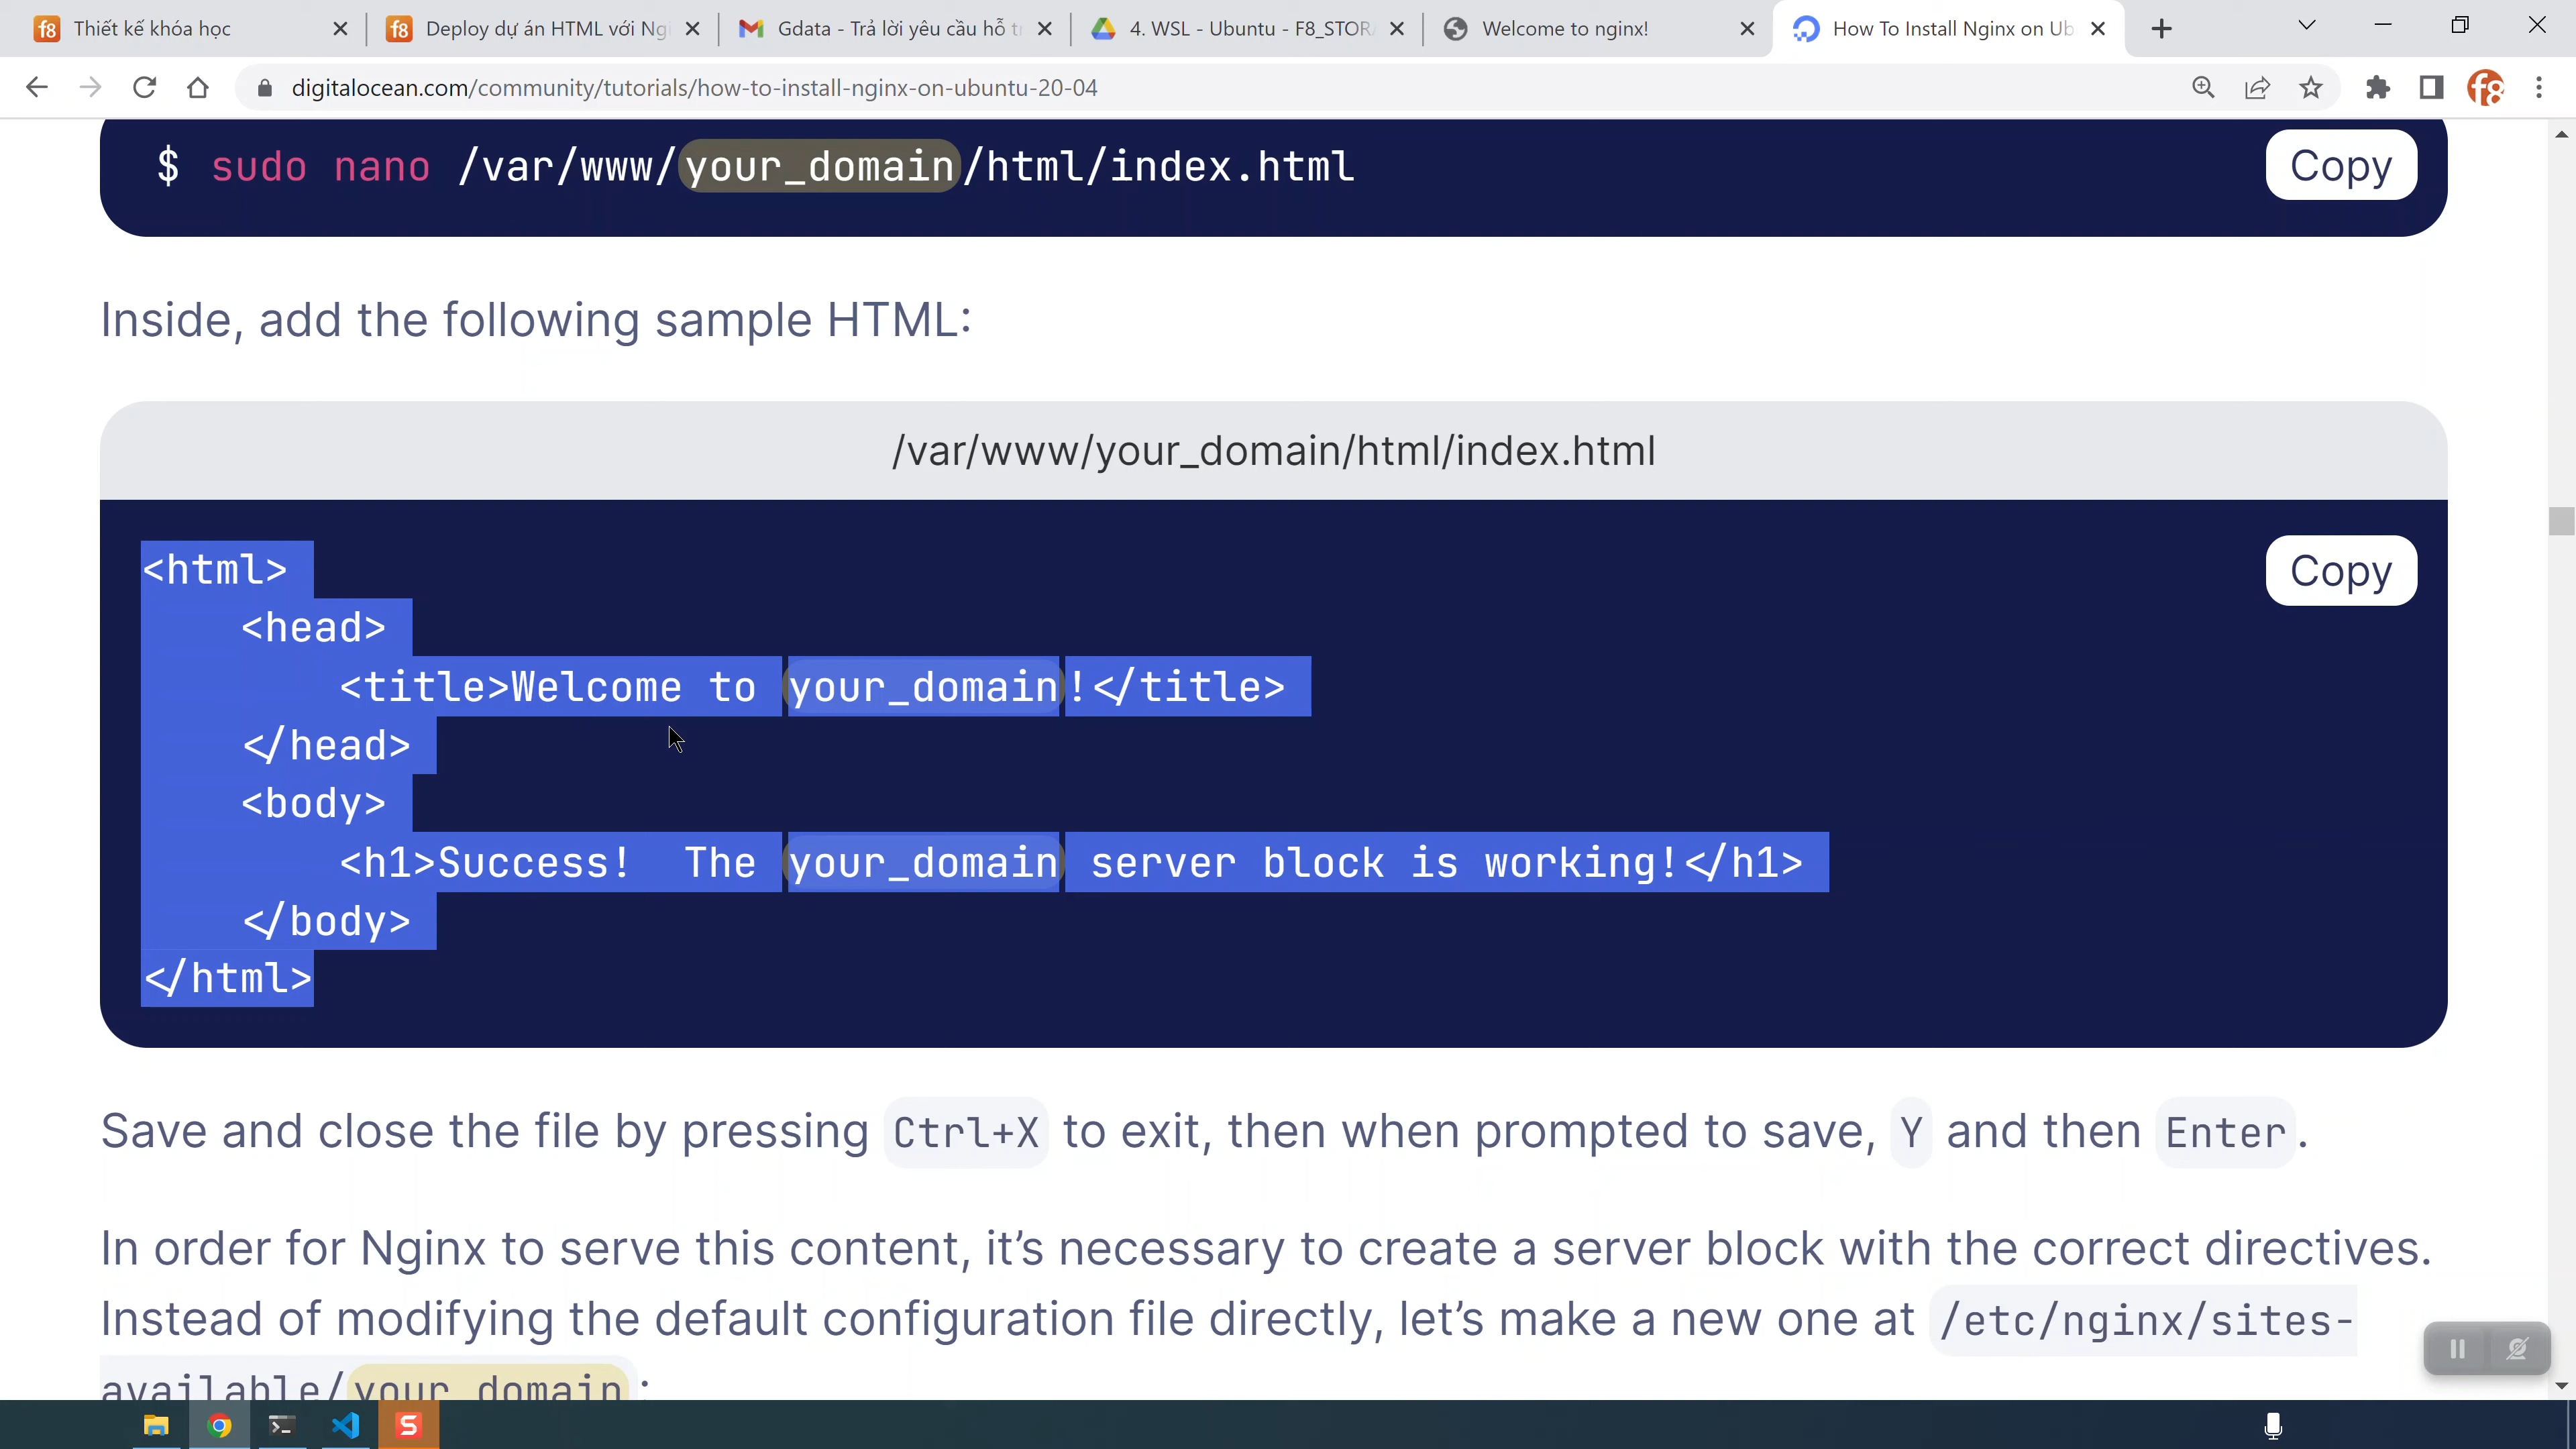 Thiết kế khóa học
Deploy dự án HTML với Ngi
Gdata - Trả lời yêu cầu hỗ tr
4. WSL - Ubuntu - F8_STOR
Welcome to nginx!
How To Install Nginx on Ub
digitalocean.com/community/tutorials/how-to-install-nginx-on-ubuntu-20-04
$ sudo nano /var/www/your_domain/html/index.html
Copy
Inside, add the following sample HTML:
/var/www/your_domain/html/index.html
Copy
<html>
<head>
<title>Welcome to your_domain!</title>
</head>
<body>
<h1>Success!  The your_domain server block is working!</h1>
</body>
</html>
Save and close the file by pressing Ctrl+X to exit, then when prompted to save, Y and then Enter.
In order for Nginx to serve this content, it’s necessary to create a server block with the correct directives.
Instead of modifying the default configuration file directly, let’s make a new one at /etc/nginx/sites-
available/your_domain: